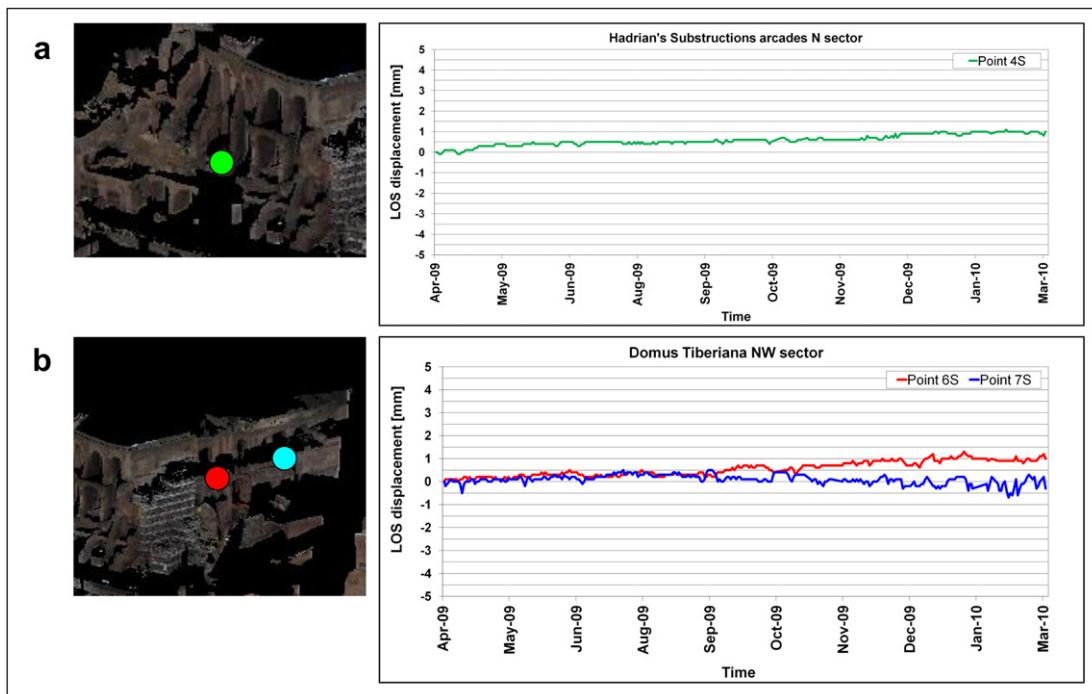 a
Hadrian's Substructions arcades N sector
Point 4S
LOS displacement [mm]
5
4
3
2
1
0
-1
-2
-3
-4
-5
Apr-09
May-09
Jun-09
Jul-09
Aug-09
Sep-09
Oct-09
Nov-09
Dec-09
Jan-10
Mar-10
Time
b
Domus Tiberiana NW sector
Point 6S Point 7S
LOS displacement [mm]
5
4
3
2
1
0
-1
-2
-3
-4
-5
Apr-09
May-09
Jun-09
Jul-09
Aug-09
Sep-09
Oct-09
Nov-09
Dec-09
Jan-10
Mar-10
Time